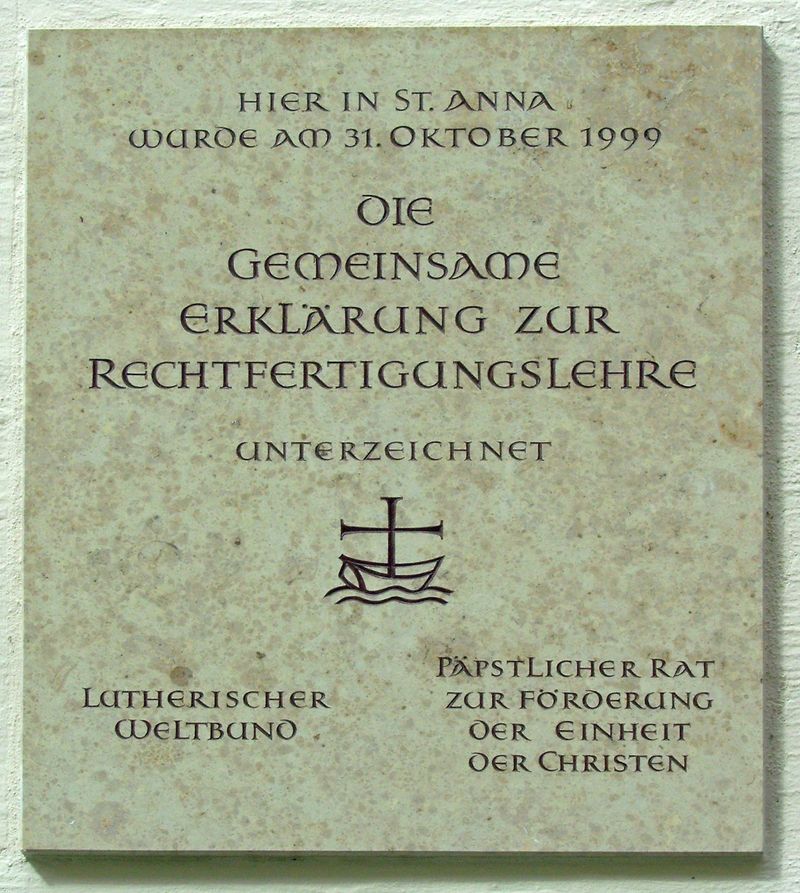 HIER IN ST. ANNA
WURDE AM 31. OKTOBER 1999
DIE
GEMEINSAME
ERKLÄRUNG ZUR
RECHTFERTIGUNGSLEHRE
UNTERZEICHNET
LUTHERISCHER
WELTBUND
PÄPSTLICHER RAT
ZUR FÖRDERUNG
DER EINHEIT
DER CHRISTEN